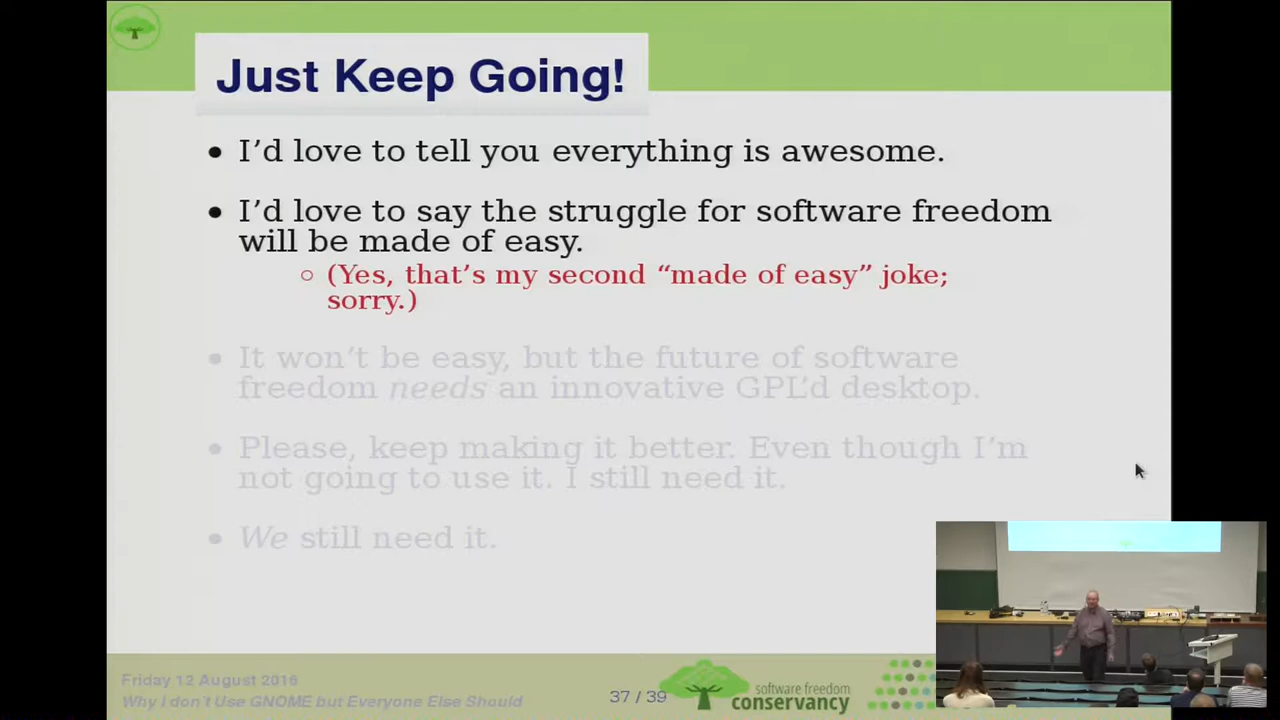 Just Keep Going!
• I’d love to tell you everything is awesome.
• I’d love to say the struggle for software freedom
will be made of easy.
○ (Yes, that’s my second “made of easy” joke;
sorry.)
• It won’t be easy, but the future of software
freedom needs an innovative GPL’d desktop.
• Please, keep making it better. Even though I’m
not going to use it. I still need it.
• We still need it.
Friday 12 August 2016
Why I don’t Use GNOME but Everyone Else Should
37 / 39
software freedom
conservancy